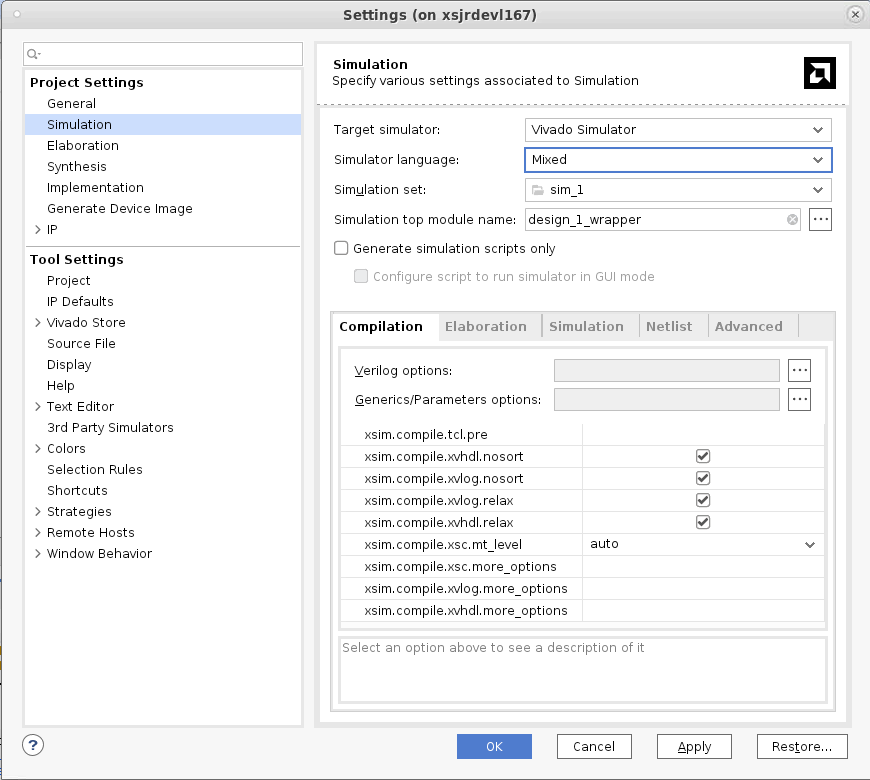 Settings (on xsjrdevl167)
Project Settings
General
Simulation
Elaboration
Synthesis
Implementation
Generate Device Image
IP
Tool Settings
Project
IP Defaults
Vivado Store
Source File
Display
Help
Text Editor
3rd Party Simulators
Colors
Selection Rules
Shortcuts
Strategies
Remote Hosts
Window Behavior
Simulation
Specify various settings associated to Simulation
Target simulator: Vivado Simulator
Simulator language: Mixed
Simulation set: sim_1
Simulation top module name: design_1_wrapper ...
Generate simulation scripts only
Configure script to run simulator in GUI mode
Compilation Elaboration Simulation Netlist Advanced
Verilog options: ...
Generics/Parameters options: ...
xsim.compile.tcl.pre
xsim.compile.xvhdl.nosort
xsim.compile.xvlog.nosort
xsim.compile.xvlog.relax
xsim.compile.xvhdl.relax
xsim.compile.xsc.mt_level auto
xsim.compile.xsc.more_options
xsim.compile.xvlog.more_options
xsim.compile.xvhdl.more_options
Select an option above to see a description of it
? OK Cancel Apply Restore...